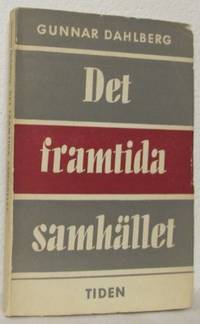 GUNNAR DAHLBERG
Det
framtida
samhället
TIDEN